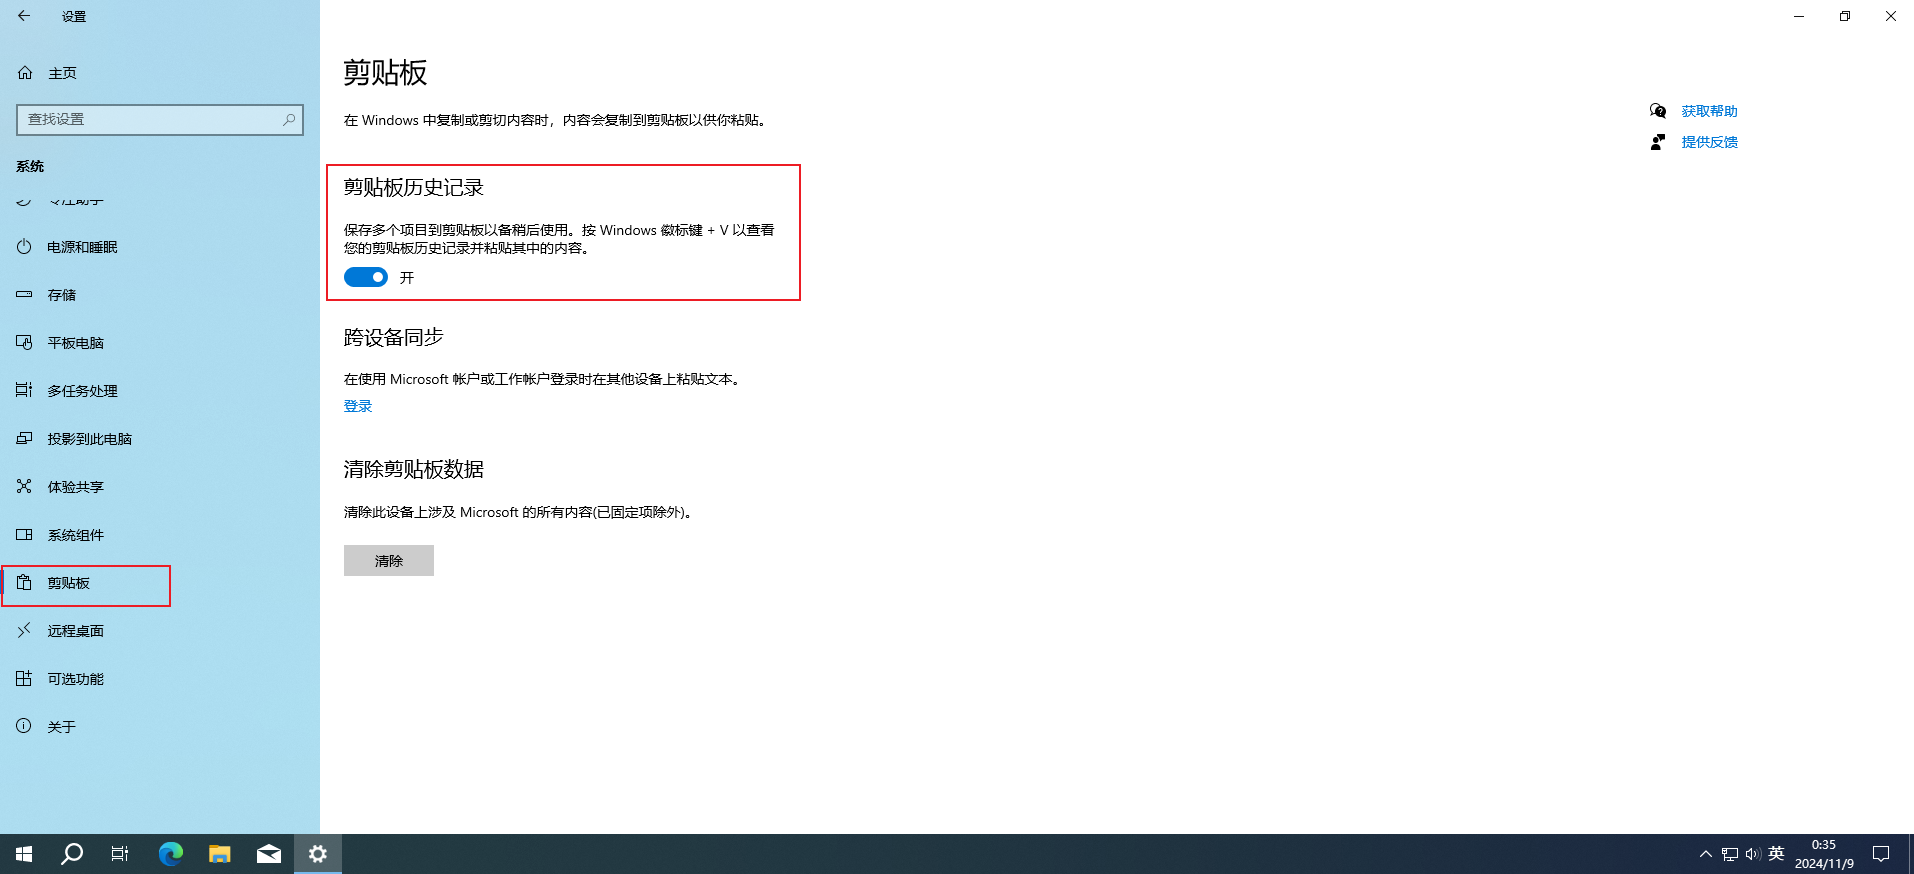 设置
主页
查找设置
系统
专注助手
电源和睡眠
存储
平板电脑
多任务处理
投影到此电脑
体验共享
系统组件
剪贴板
远程桌面
可选功能
关于
剪贴板
在 Windows 中复制或剪切内容时，内容会复制到剪贴板以供你粘贴。
剪贴板历史记录
保存多个项目到剪贴板以备稍后使用。按 Windows 徽标键 + V 以查看
您的剪贴板历史记录并粘贴其中的内容。
开
跨设备同步
在使用 Microsoft 帐户或工作帐户登录时在其他设备上粘贴文本。
登录
清除剪贴板数据
清除此设备上涉及 Microsoft 的所有内容(已固定项除外)。
清除
获取帮助
提供反馈
英
0:35
2024/11/9